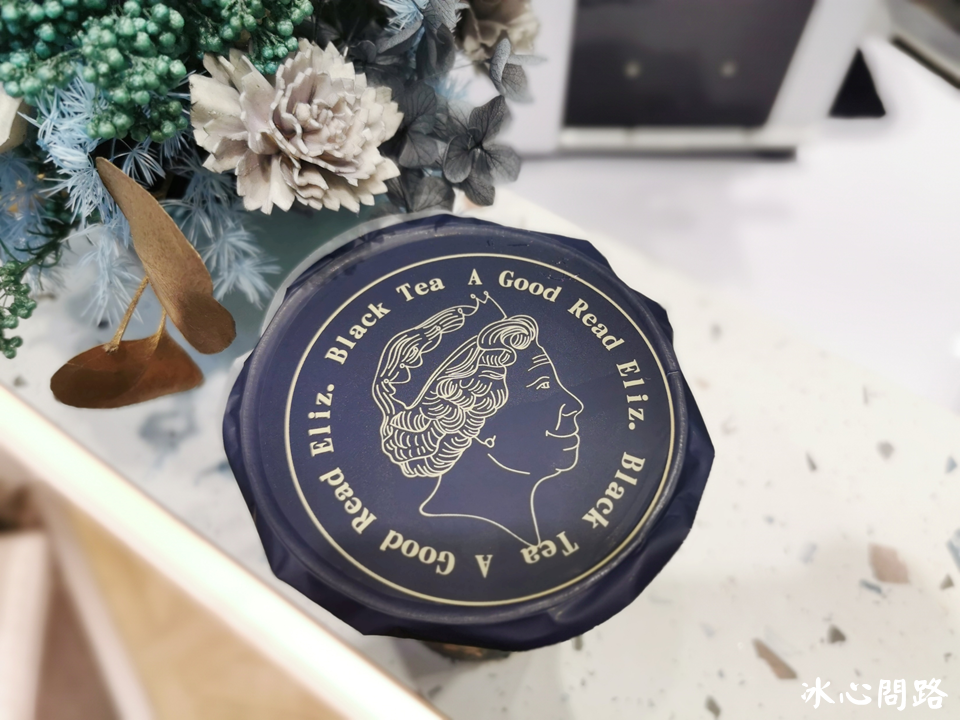 A Good Read Eliz. Black Tea A Good Read Eliz. Black Tea
冰心問路